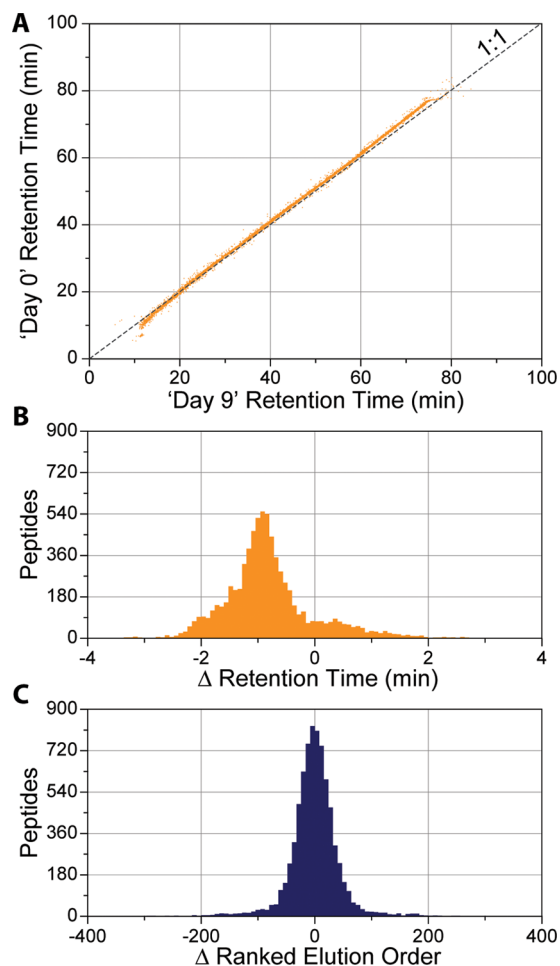 A
100
80
60
40
20
0
1:1
'Day 0' Retention Time (min)
0 20 40 60 80 100
'Day 9' Retention Time (min)
B
900
720
540
360
180
0
Peptides
-4 -2 0 2 4
Δ Retention Time (min)
C
900
720
540
360
180
0
Peptides
-400 -200 0 200 400
Δ Ranked Elution Order